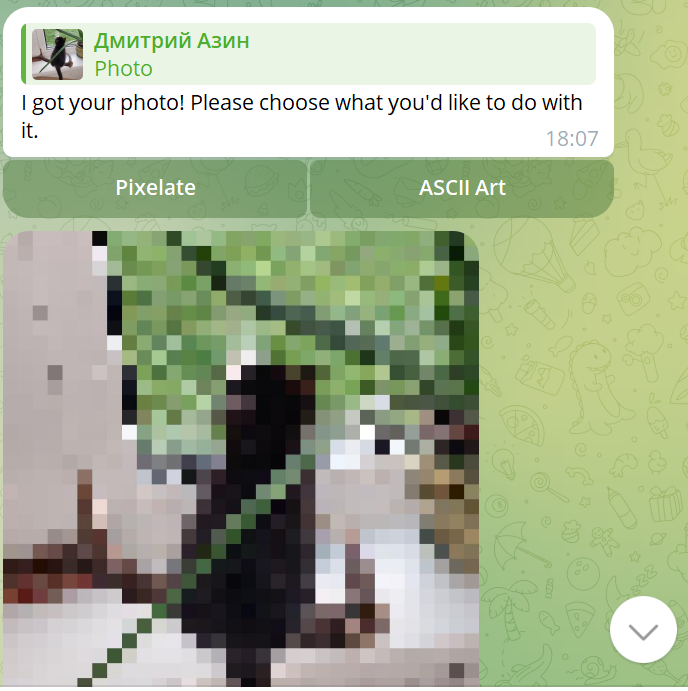 Дмитрий Азин
Photo
I got your photo! Please choose what you'd like to do with
it.
18:07
Pixelate
ASCII Art